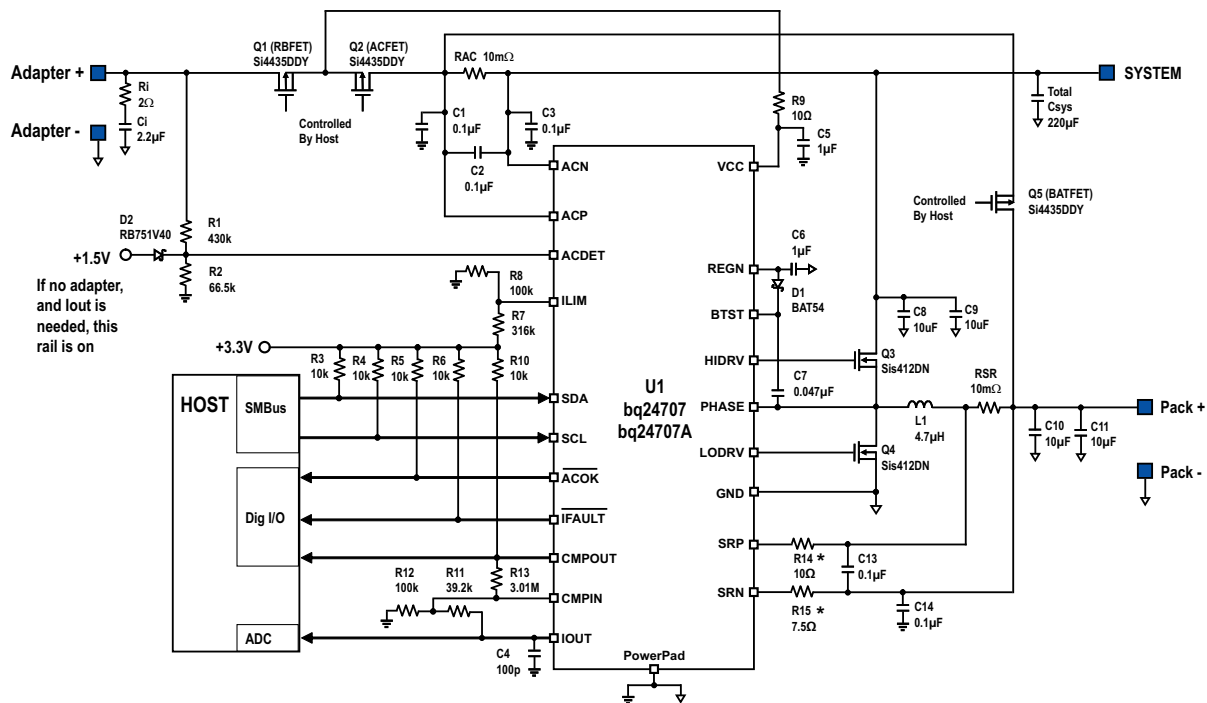 Q1 (RBFET)
Si4435DDY
Q2 (ACFET)
Si4435DDY
RAC 10mΩ
Adapter +
SYSTEM
Ri
2Ω
Ci
2.2µF
Adapter -
Controlled
By Host
C1
0.1µF
C3
0.1µF
C2
0.1µF
R9
10Ω
C5
1µF
Total
Csys
220µF
ACN
VCC
ACP
Controlled
By Host
Q5 (BATFET)
Si4435DDY
D2
RB751V40
R1
430k
+1.5V
R2
66.5k
ACDET
If no adapter,
and Iout is
needed, this
rail is on
R8
100k
ILIM
R7
316k
C6
1µF
REGN
D1
BAT54
BTST
C8
10uF
C9
10uF
+3.3V
R3
10k
R4
10k
R5
10k
R6
10k
R10
10k
HIDRV
Q3
Sis412DN
RSR
10mΩ
U1
bq24707
bq24707A
C7
0.047µF
HOST
SMBus
SDA
SCL
PHASE
L1
4.7µH
Pack +
C10
10µF
C11
10µF
LODRV
Q4
Sis412DN
Pack -
ACOK
GND
Dig I/O
IFAULT
CMPOUT
SRP
R14 *
10Ω
C13
0.1µF
R12
100k
R11
39.2k
R13
3.01M
CMPIN
SRN
R15 *
7.5Ω
C14
0.1µF
ADC
IOUT
C4
100p
PowerPad